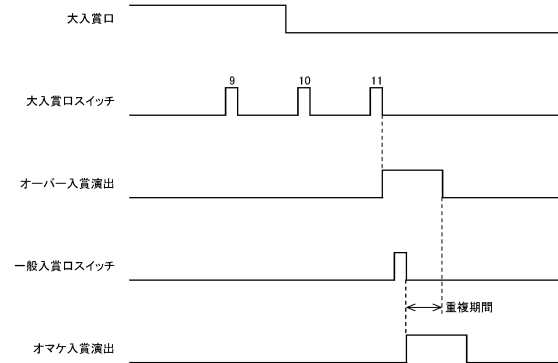 大入賞口
9 10 11
大入賞口スイッチ
オーバー入賞演出
一般入賞口スイッチ
重複期間
オマケ入賞演出